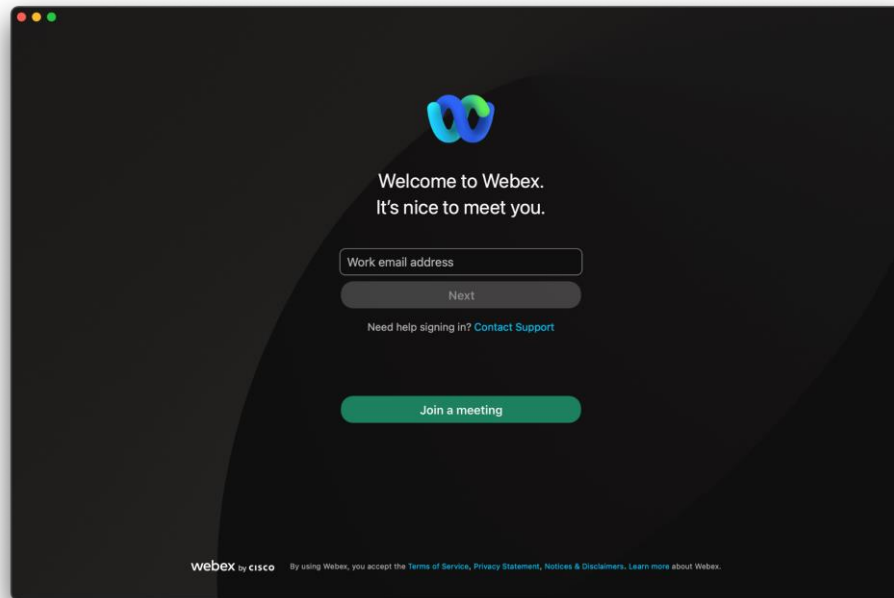 Welcome to Webex.
It's nice to meet you.
Work email address
Next
Need help signing in? Contact Support
Join a meeting
webex by CISCO By using Webex, you accept the Terms of Service, Privacy Statement, Notices & Disclaimers. Learn more about Webex.